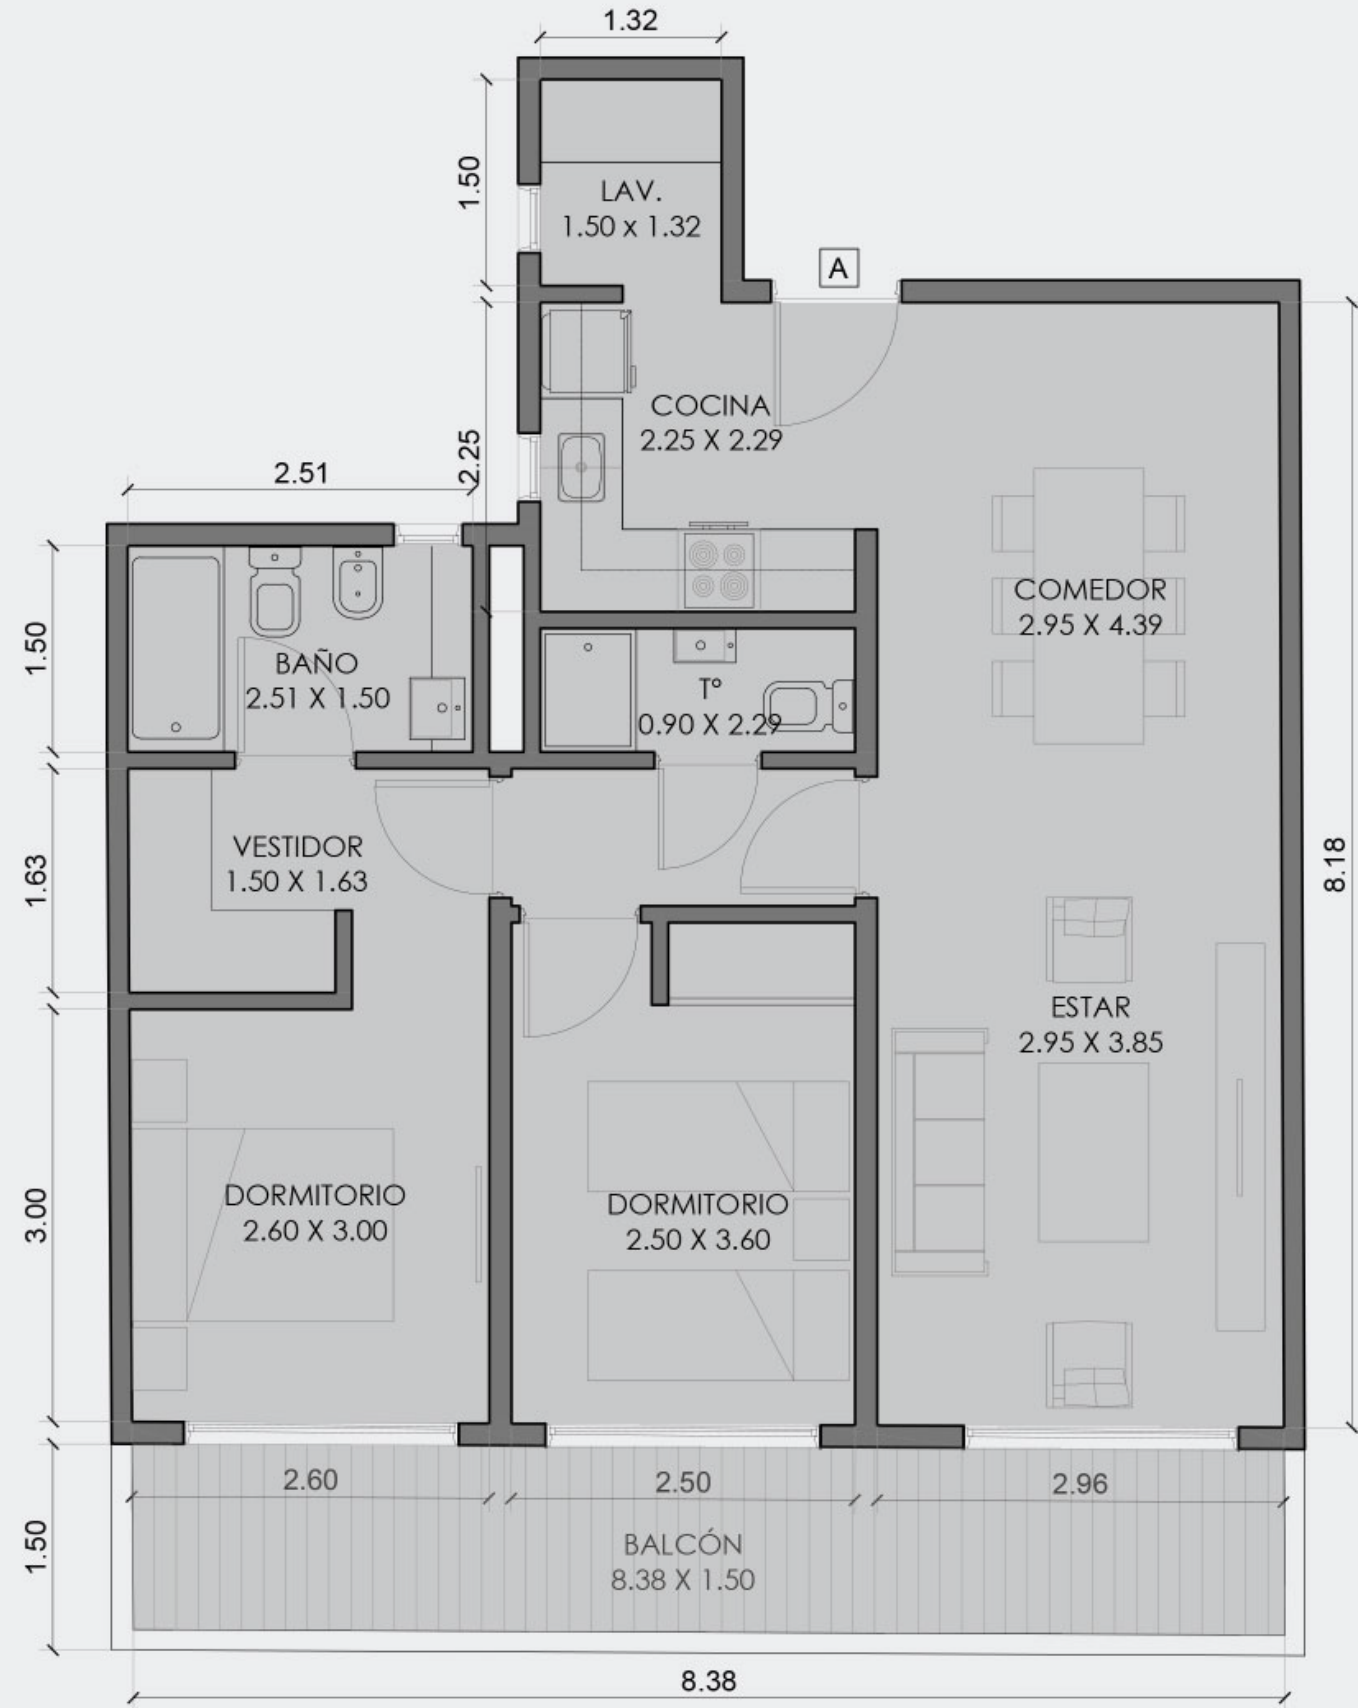 1.32
1.50
LAV.
1.50 x 1.32
A
2.25
COCINA
2.25 X 2.29
2.51
1.50
BAÑO
2.51 X 1.50
Tº
0.90 X 2.29
COMEDOR
2.95 X 4.39
1.63
VESTIDOR
1.50 X 1.63
8.18
ESTAR
2.95 X 3.85
3.00
DORMITORIO
2.60 X 3.00
DORMITORIO
2.50 X 3.60
2.60
2.50
2.96
1.50
BALCÓN
8.38 X 1.50
8.38